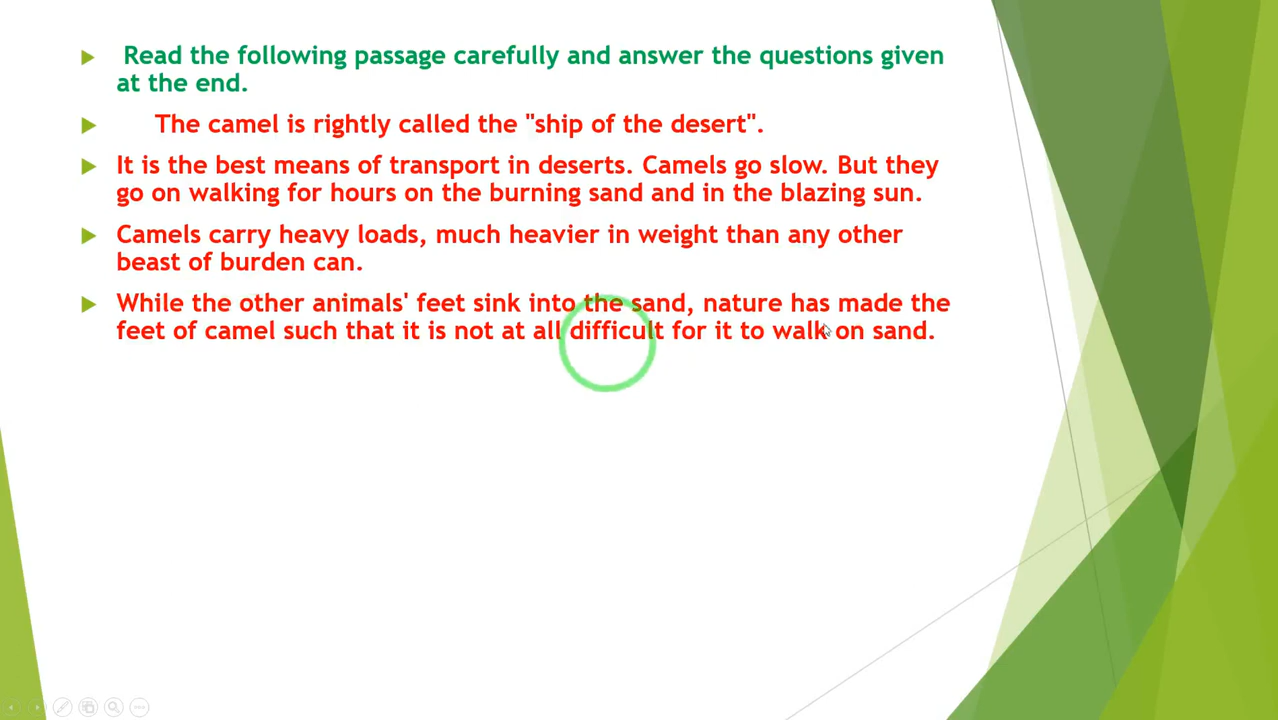 Read the following passage carefully and answer the questions given
at the end.
The camel is rightly called the "ship of the desert".
It is the best means of transport in deserts. Camels go slow. But they
go on walking for hours on the burning sand and in the blazing sun.
Camels carry heavy loads, much heavier in weight than any other
beast of burden can.
While the other animals' feet sink into the sand, nature has made the
feet of camel such that it is not at all difficult for it to walk on sand.